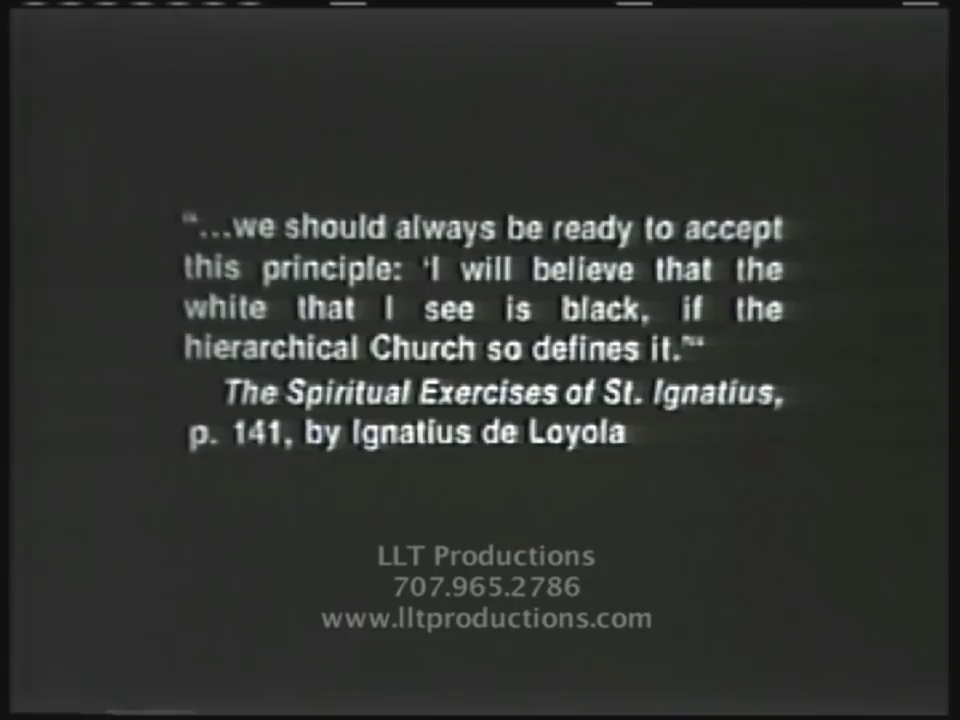 "...we should always be ready to accept
this principle: 'I will believe that the
white that I see is black, if the
hierarchical Church so defines it.'"
The Spiritual Exercises of St. Ignatius,
p. 141, by Ignatius de Loyola
LLT Productions
707.965.2786
www.lltproductions.com